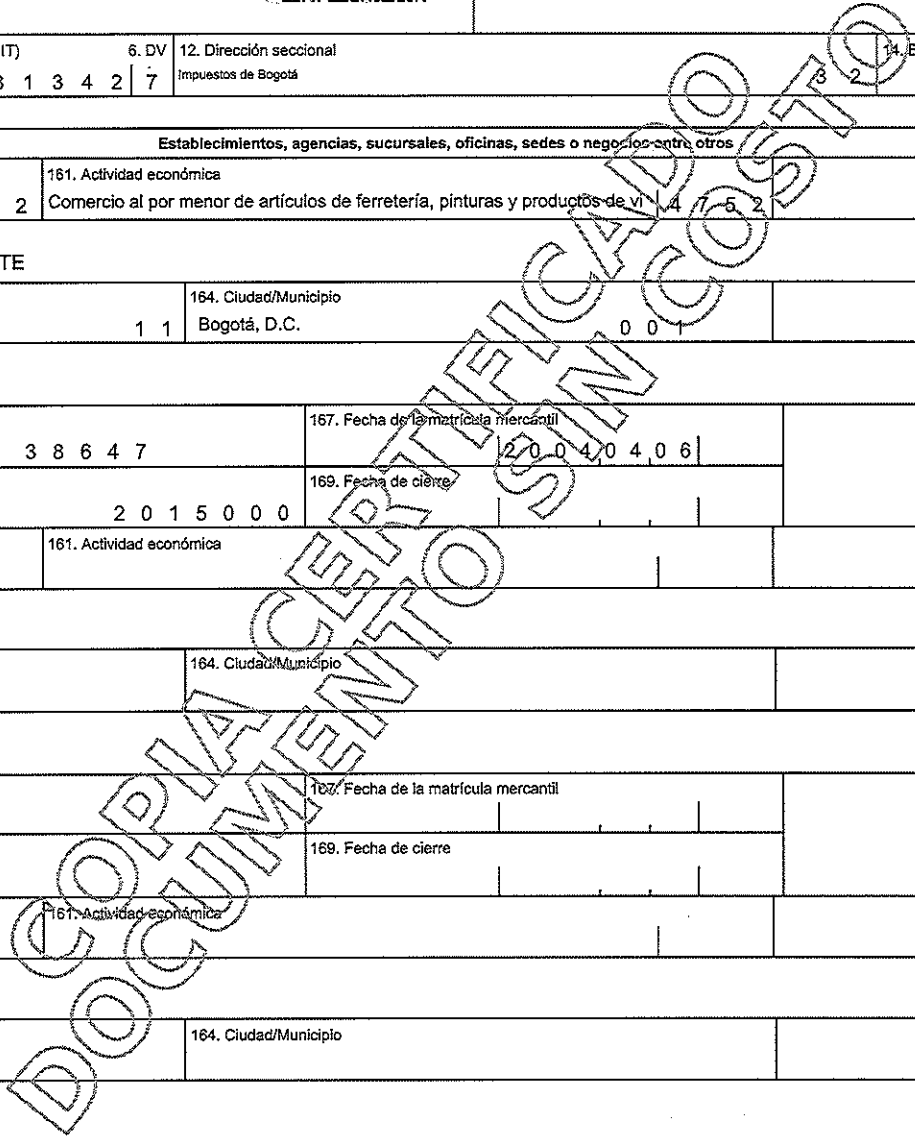 IT) 6. DV 12. Dirección seccional 14. E
3 1 3 4 2 7 Impuestos de Bogotá 3 2
Establecimientos, agencias, sucursales, oficinas, sedes o negocios entre otros
161. Actividad económica
2 Comercio al por menor de artículos de ferretería, pinturas y productos de vi 4 7 5 2
TE
164. Ciudad/Municipio
1 1 Bogotá, D.C. 0 0 1
167. Fecha de la matrícula mercantil
3 8 6 4 7 2 0 0 4 0 4 0 6
169. Fecha de cierre
2 0 1 5 0 0 0
161. Actividad económica
164. Ciudad/Municipio
167. Fecha de la matrícula mercantil
169. Fecha de cierre
161. Actividad económica
164. Ciudad/Municipio
COPIA CERTIFICADO
DOCUMENTO SIN COSTO